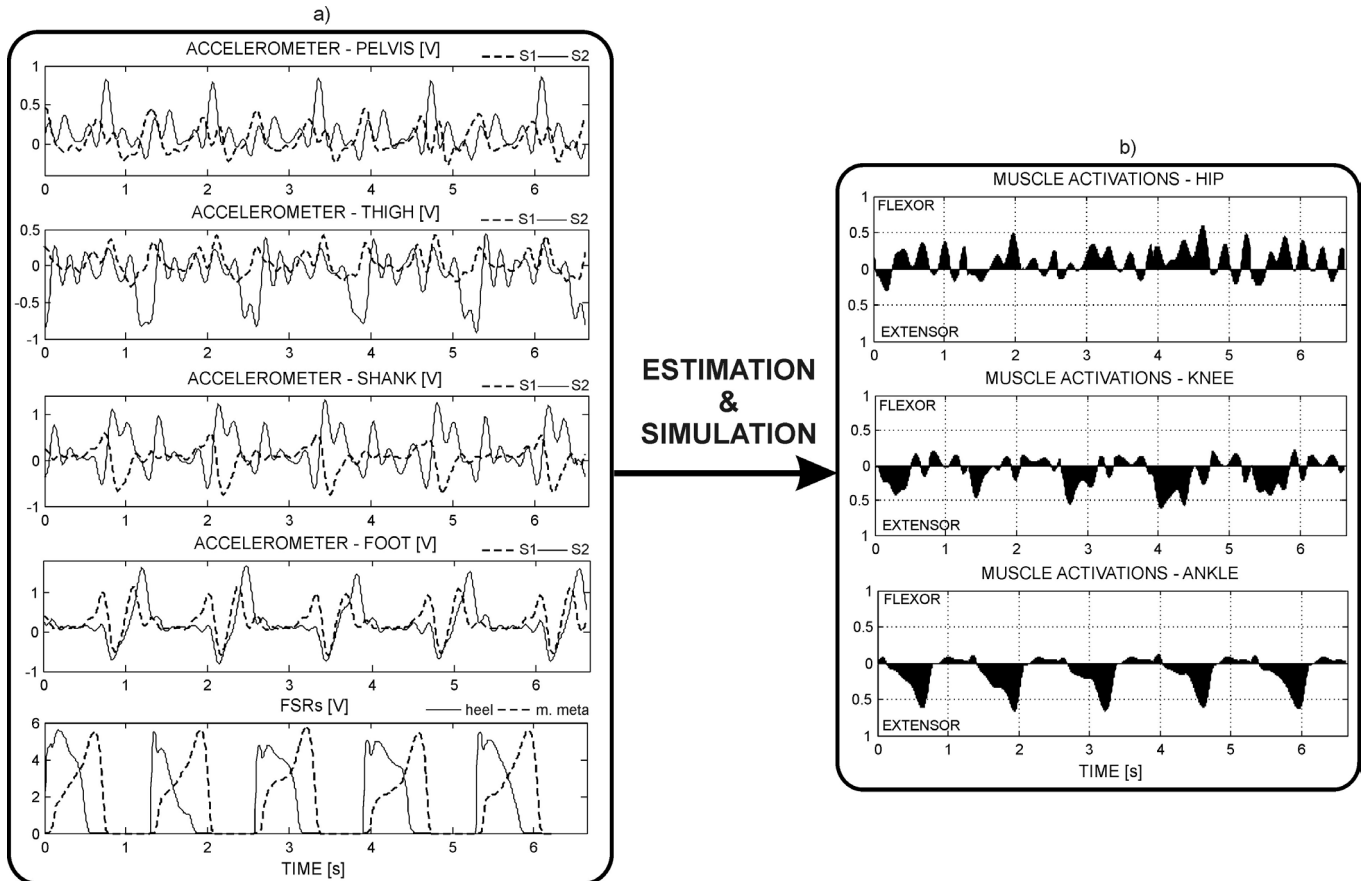 a)
ACCELEROMETER - PELVIS [V]
S1 S2
1
0.5
0
0 1 2 3 4 5 6
ACCELEROMETER - THIGH [V]
S1 S2
0.5
0
-0.5
-1
0 1 2 3 4 5 6
ACCELEROMETER - SHANK [V]
S1 S2
1
0
-1
0 1 2 3 4 5 6
ACCELEROMETER - FOOT [V]
S1 S2
1
0
-1
0 1 2 3 4 5 6
FSRs [V]
heel m. meta
6
4
2
0
0 1 2 3 4 5 6
TIME [s]
ESTIMATION
&
SIMULATION
b)
MUSCLE ACTIVATIONS - HIP
1
FLEXOR
0.5
0
0.5
EXTENSOR
1
0 1 2 3 4 5 6
MUSCLE ACTIVATIONS - KNEE
1
FLEXOR
0.5
0
0.5
EXTENSOR
1
0 1 2 3 4 5 6
MUSCLE ACTIVATIONS - ANKLE
1
FLEXOR
0.5
0
0.5
EXTENSOR
1
0 1 2 3 4 5 6
TIME [s]